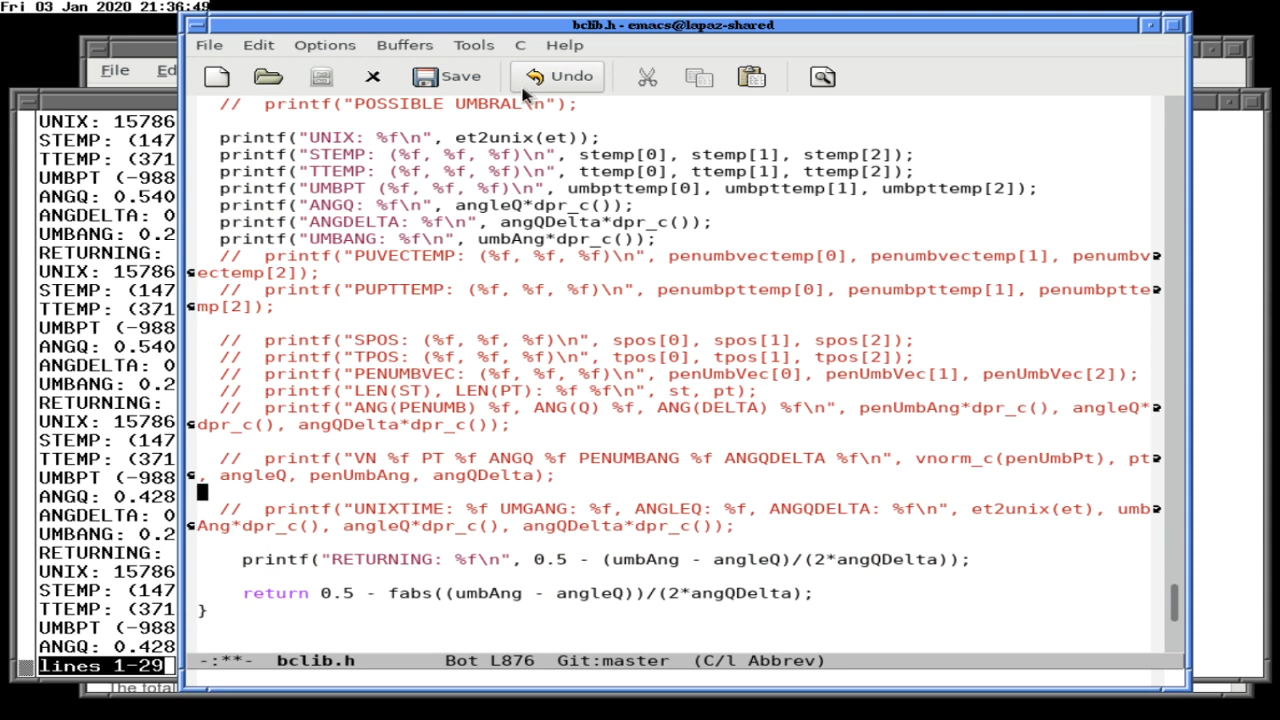 Fri 03 Jan 2020 21:36:49
bclib.h - emacs@lapaz-shared
File Edit Options Buffers Tools C Help
Save Undo
File Ed
//  printf("POSSIBLE UMBRAL\n");
printf("UNIX: %f\n", et2unix(et));
printf("STEMP: (%f, %f, %f)\n", stemp[0], stemp[1], stemp[2]);
printf("TTEMP: (%f, %f, %f)\n", ttemp[0], ttemp[1], ttemp[2]);
printf("UMBPT (%f, %f, %f)\n", umbpttemp[0], umbpttemp[1], umbpttemp[2]);
printf("ANGQ: %f\n", angleQ*dpr_c());
printf("ANGDELTA: %f\n", angQDelta*dpr_c());
printf("UMBANG: %f\n", umbAng*dpr_c());
//  printf("PUVECTEMP: (%f, %f, %f)\n", penumbvectemp[0], penumbvectemp[1], penumbv
ectemp[2]);
//  printf("PUPTTEMP: (%f, %f, %f)\n", penumbpttemp[0], penumbpttemp[1], penumbptte
mp[2]);
//  printf("SPOS: (%f, %f, %f)\n", spos[0], spos[1], spos[2]);
//  printf("TPOS: (%f, %f, %f)\n", tpos[0], tpos[1], tpos[2]);
//  printf("PENUMBVEC: (%f, %f, %f)\n", penUmbVec[0], penUmbVec[1], penUmbVec[2]);
//  printf("LEN(ST), LEN(PT): %f %f\n", st, pt);
//  printf("ANG(PENUMB) %f, ANG(Q) %f, ANG(DELTA) %f\n", penUmbAng*dpr_c(), angleQ*
dpr_c(), angQDelta*dpr_c());
//  printf("VN %f PT %f ANGQ %f PENUMBANG %f ANGQDELTA %f\n", vnorm_c(penUmbPt), pt
, angleQ, penUmbAng, angQDelta);
//  printf("UNIXTIME: %f UMGANG: %f, ANGLEQ: %f, ANGQDELTA: %f\n", et2unix(et), umb
Ang*dpr_c(), angleQ*dpr_c(), angQDelta*dpr_c());
printf("RETURNING: %f\n", 0.5 - (umbAng - angleQ)/(2*angQDelta));
return 0.5 - fabs((umbAng - angleQ))/(2*angQDelta);
}
-:**-  bclib.h        Bot L876  Git:master  (C/l Abbrev)
UNIX: 15786
STEMP: (147
TTEMP: (371
UMBPT (-988
ANGQ: 0.540
ANGDELTA: 0
UMBANG: 0.2
RETURNING:
UNIX: 15786
STEMP: (147
TTEMP: (371
UMBPT (-988
ANGQ: 0.540
ANGDELTA: 0
UMBANG: 0.2
RETURNING:
UNIX: 15786
STEMP: (147
TTEMP: (371
UMBPT (-988
ANGQ: 0.428
ANGDELTA: 0
UMBANG: 0.2
RETURNING:
UNIX: 15786
STEMP: (147
TTEMP: (371
UMBPT (-988
ANGQ: 0.428
lines 1-29
The total